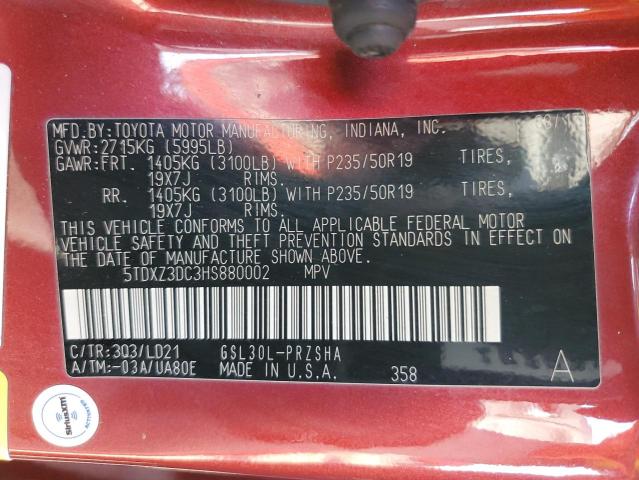 MFD.BY:TOYOTA MOTOR MANUFACTURING, INDIANA, INC.
GVWR:2715KG (5995LB)
GAWR:FRT. 1405KG (3100LB) WITH P235/50R19 TIRES,
19X7J RIMS.
RR. 1405KG (3100LB) WITH P235/50R19 TIRES,
19X7J RIMS.
THIS VEHICLE CONFORMS TO ALL APPLICABLE FEDERAL MOTOR
VEHICLE SAFETY AND THEFT PREVENTION STANDARDS IN EFFECT ON
THE DATE OF MANUFACTURE SHOWN ABOVE.
5TDXZ3DC3HS880002 MPV
C/TR:3Q3/LD21 GSL30L-PRZSHA
A/TM:-03A/UA80E MADE IN U.S.A. 358 A
siriusxm